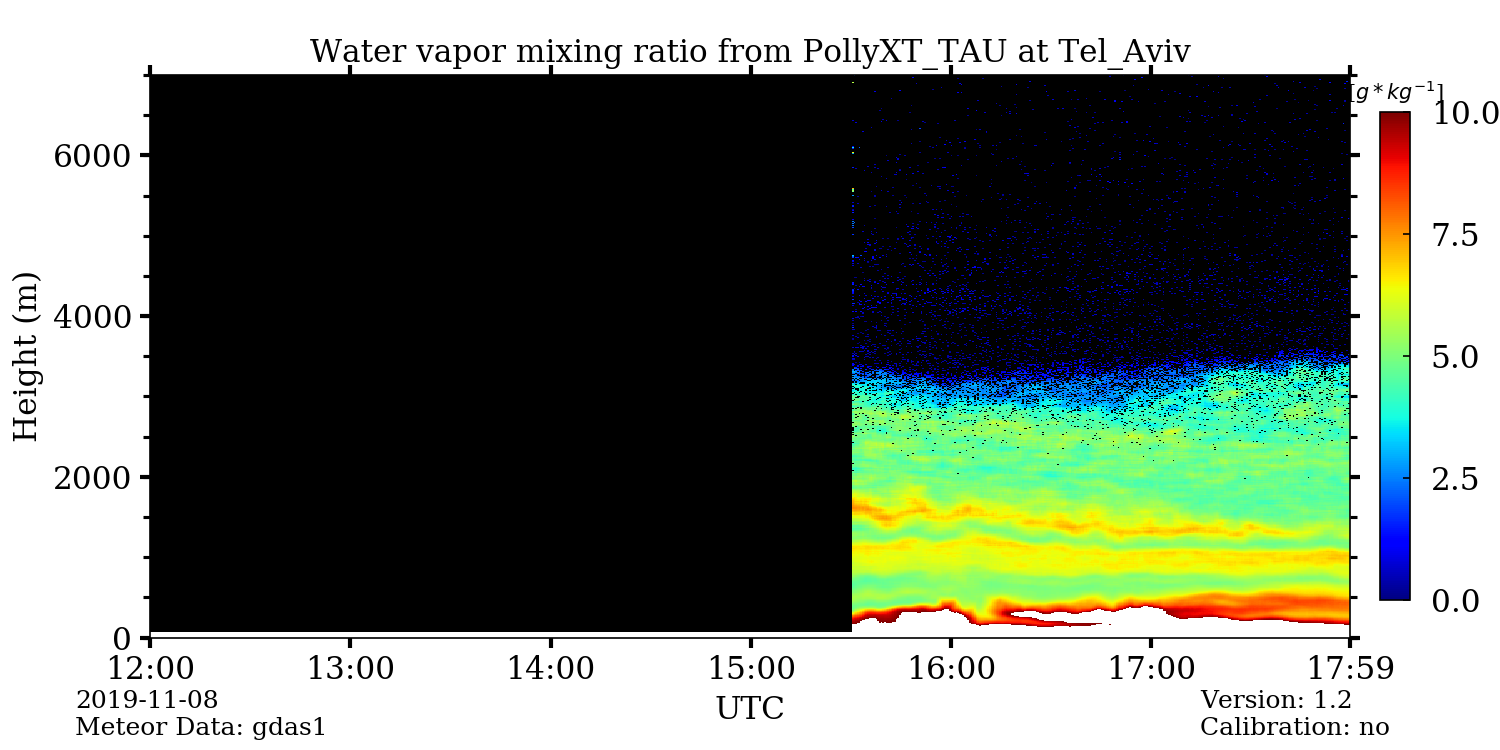 Water vapor mixing ratio from PollyXT_TAU at Tel_Aviv
[g*kg⁻¹]
10.0
7.5
5.0
2.5
0.0
Height (m)
6000
4000
2000
0
12:00 13:00 14:00 15:00 16:00 17:00 17:59
UTC
2019-11-08
Meteor Data: gdas1
Version: 1.2
Calibration: no